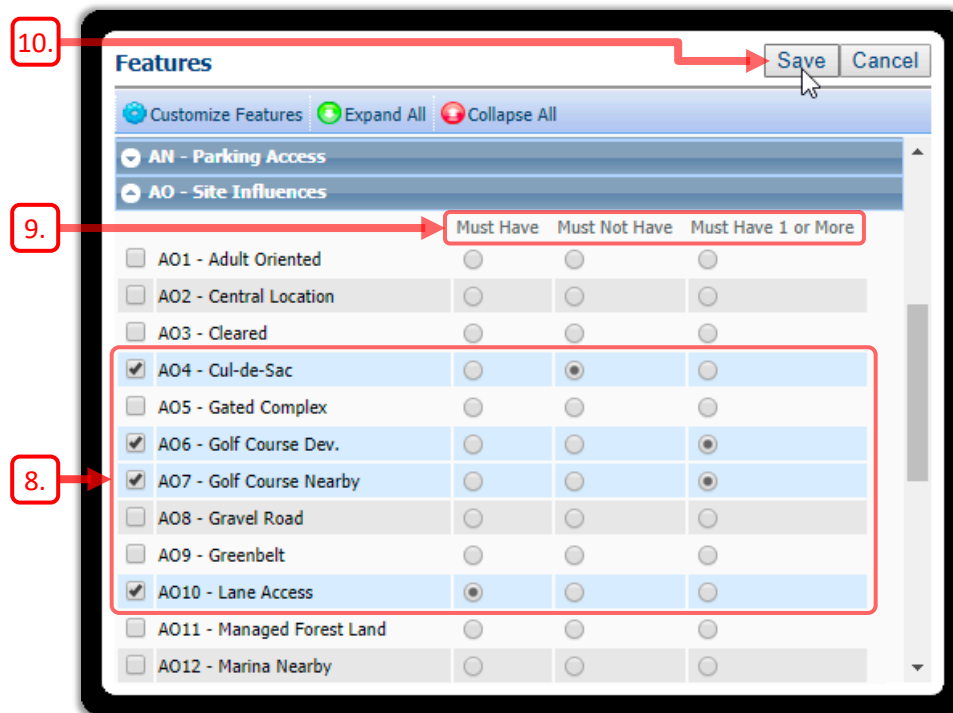 10.
Features Save Cancel
Customize Features Expand All Collapse All
AN - Parking Access
AO - Site Influences
9.
Must Have Must Not Have Must Have 1 or More
AO1 - Adult Oriented
AO2 - Central Location
AO3 - Cleared
AO4 - Cul-de-Sac
AO5 - Gated Complex
AO6 - Golf Course Dev.
8.
AO7 - Golf Course Nearby
AO8 - Gravel Road
AO9 - Greenbelt
AO10 - Lane Access
AO11 - Managed Forest Land
AO12 - Marina Nearby